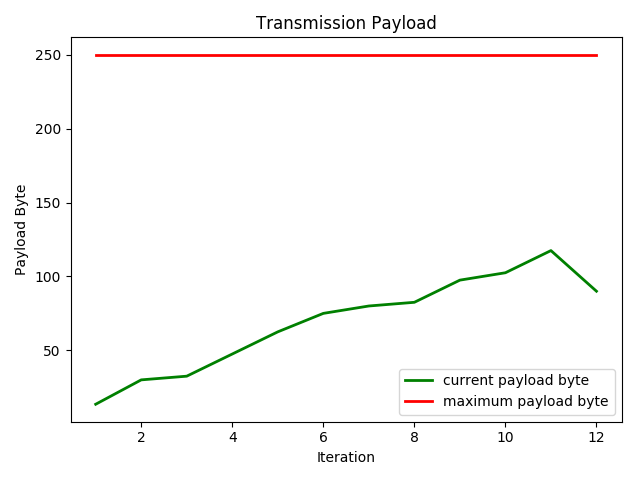 Transmission Payload
250
200
150
100
50
Payload Byte
2
4
6
8
10
12
Iteration
current payload byte
maximum payload byte